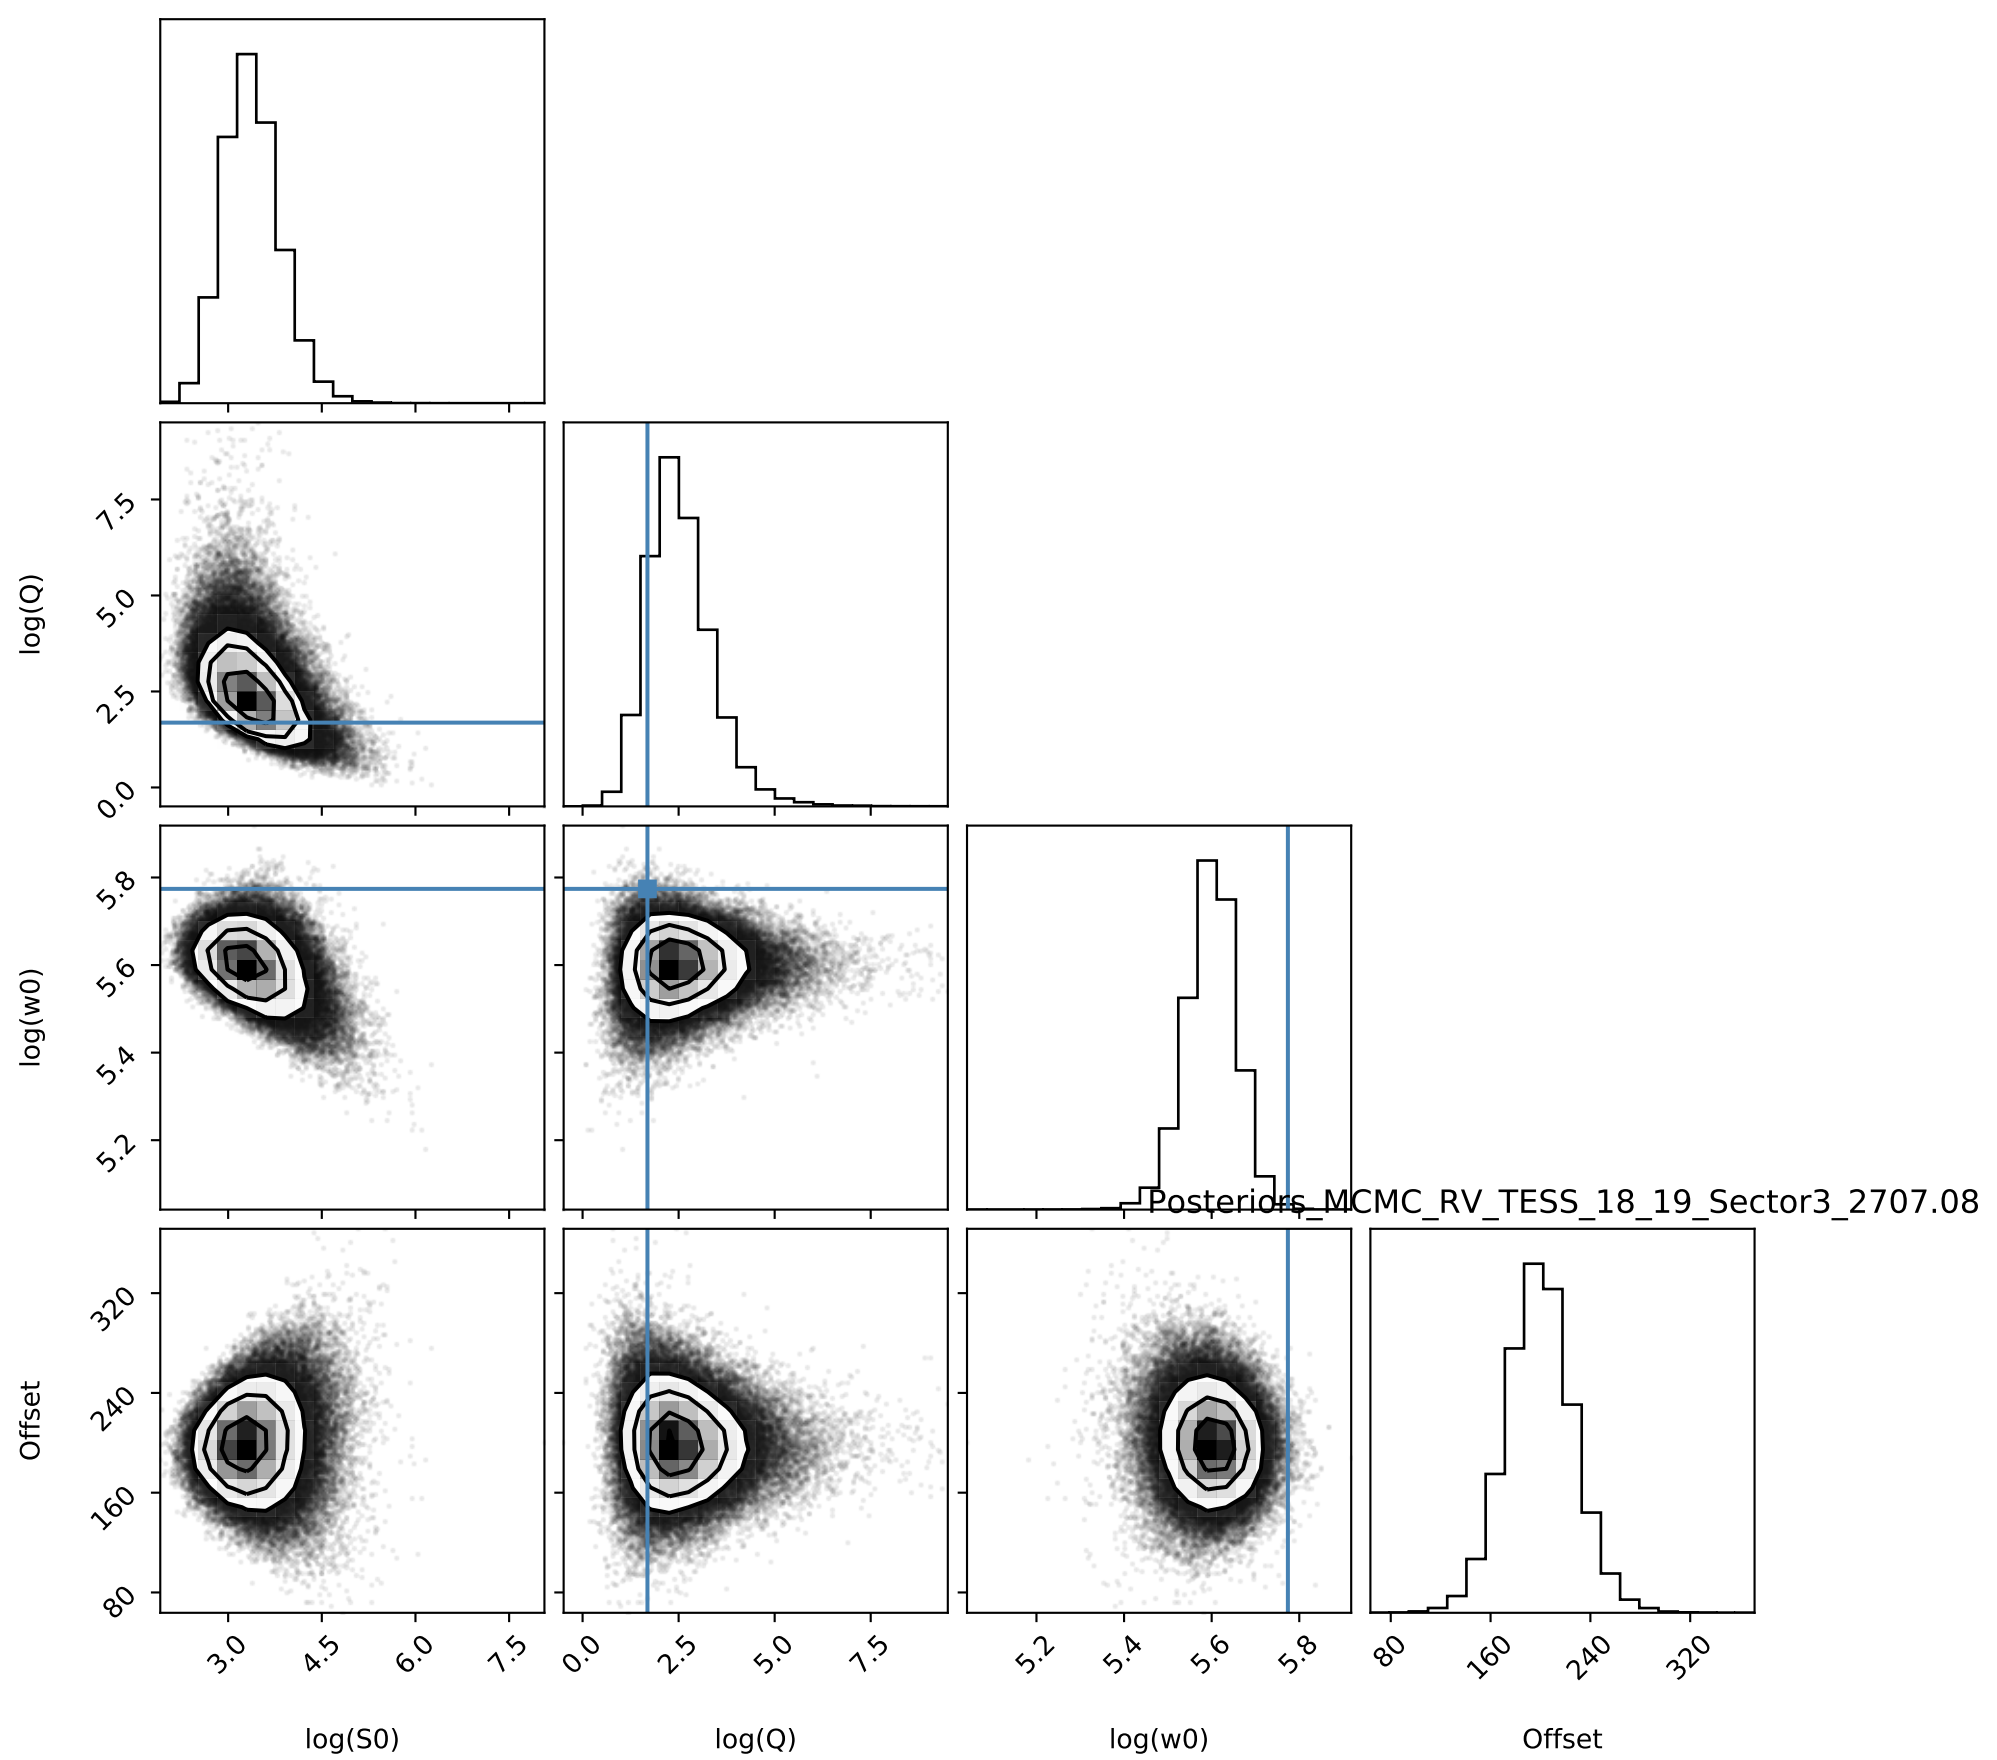 log(Q)
7.5
5.0
2.5
0.0
log(w0)
5.8
5.6
5.4
5.2
Posteriors_MCMC_RV_TESS_18_19_Sector3_2707.08
Offset
320
240
160
80
3.0 4.5 6.0 7.5 0.0 2.5 5.0 7.5 5.2 5.4 5.6 5.8 80 160 240 320
log(S0) log(Q) log(w0) Offset